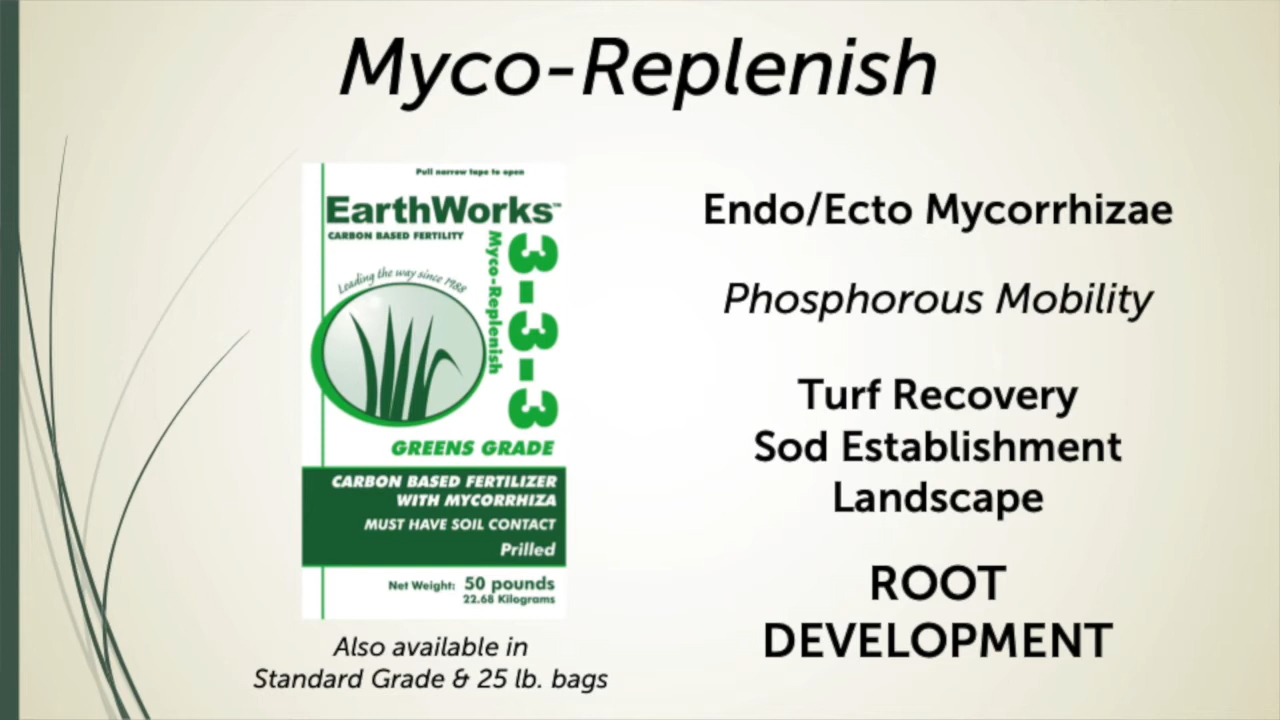 Myco-Replenish
Pull narrow tape to open
EarthWorks™
CARBON BASED FERTILITY
Leading the way since 1988
Myco-Replenish
3-3-3
GREENS GRADE
CARBON BASED FERTILIZER
WITH MYCORRHIZA
MUST HAVE SOIL CONTACT
Prilled
Net Weight: 50 pounds
22.68 Kilograms
Also available in
Standard Grade & 25 lb. bags
Endo/Ecto Mycorrhizae
Phosphorous Mobility
Turf Recovery
Sod Establishment
Landscape
ROOT
DEVELOPMENT